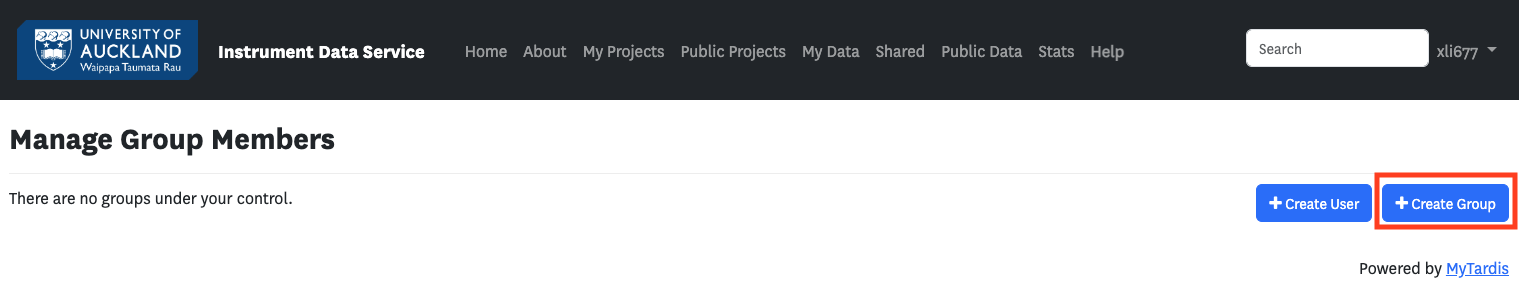 UNIVERSITY OF
AUCKLAND
Waipapa Taumata Rau
Instrument Data Service Home About My Projects Public Projects My Data Shared Public Data Stats Help Search xli677
Manage Group Members
There are no groups under your control.
Create User Create Group
Powered by MyTardis